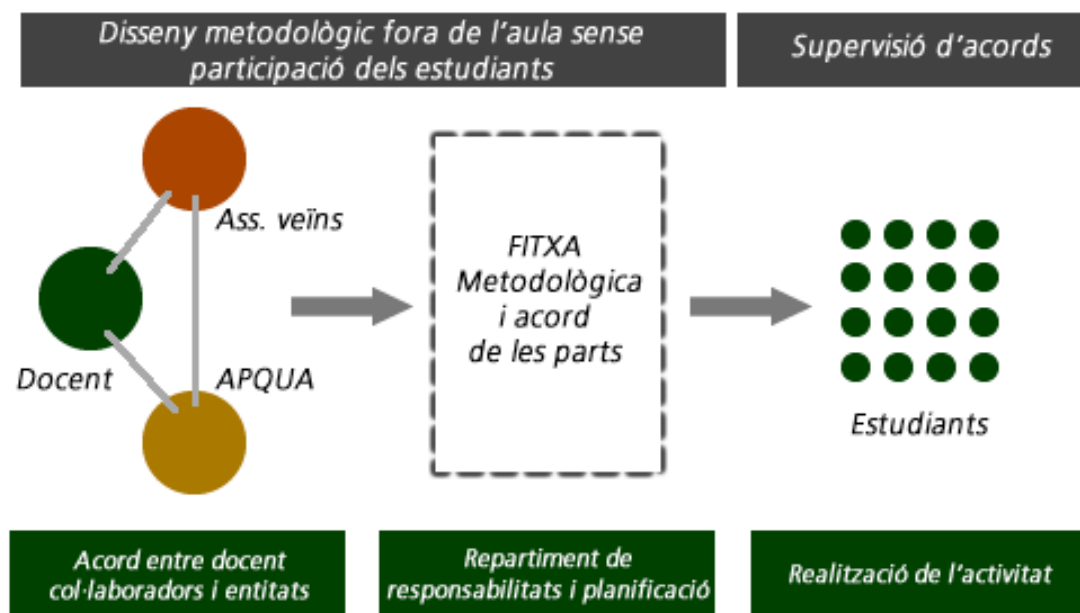 Disseny metodològic fora de l'aula sense
participació dels estudiants
Supervisió d'acords
Ass. veïns
Docent
APQUA
FITXA
Metodològica
i acord
de les parts
Estudiants
Acord entre docent
col·laboradors i entitats
Repartiment de
responsabilitats i planificació
Realització de l'activitat